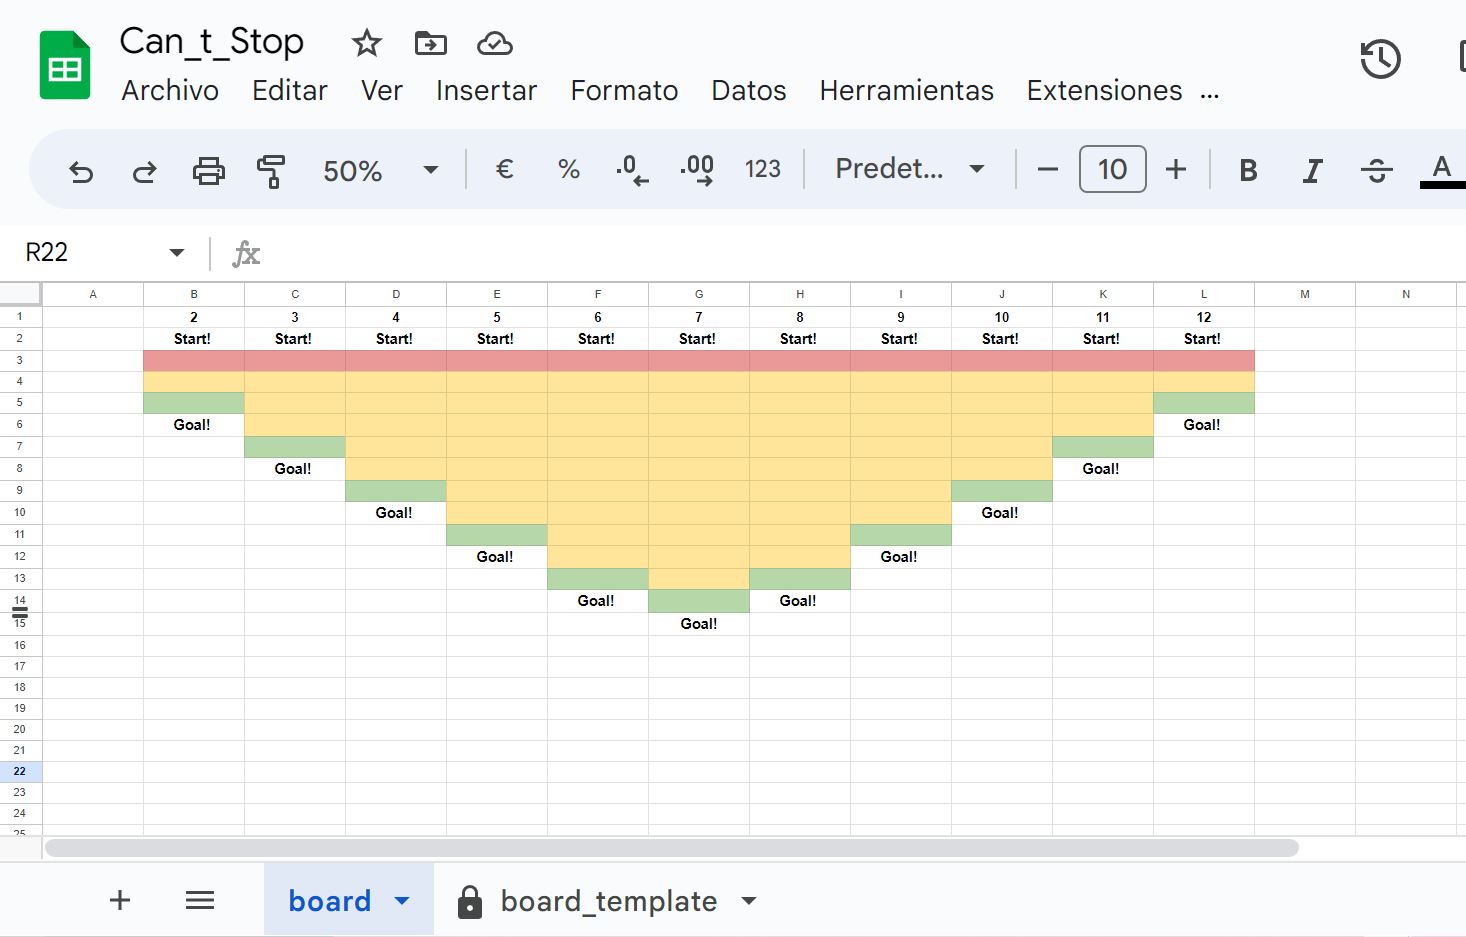 Can_t_Stop
Archivo Editar Ver Insertar Formato Datos Herramientas Extensiones ...
50% € % .0 .00 123 Predet... − 10 + B I S A
R22 fx
A B C D E F G H I J K L M N
1 2 3 4 5 6 7 8 9 10 11 12
2 Start! Start! Start! Start! Start! Start! Start! Start! Start! Start! Start!
3
4
5
6 Goal! Goal!
7
8 Goal! Goal!
9
10 Goal! Goal!
11
12 Goal! Goal!
13
14 Goal! Goal!
15 Goal!
16
17
18
19
20
21
22
23
24
25
+ board board_template